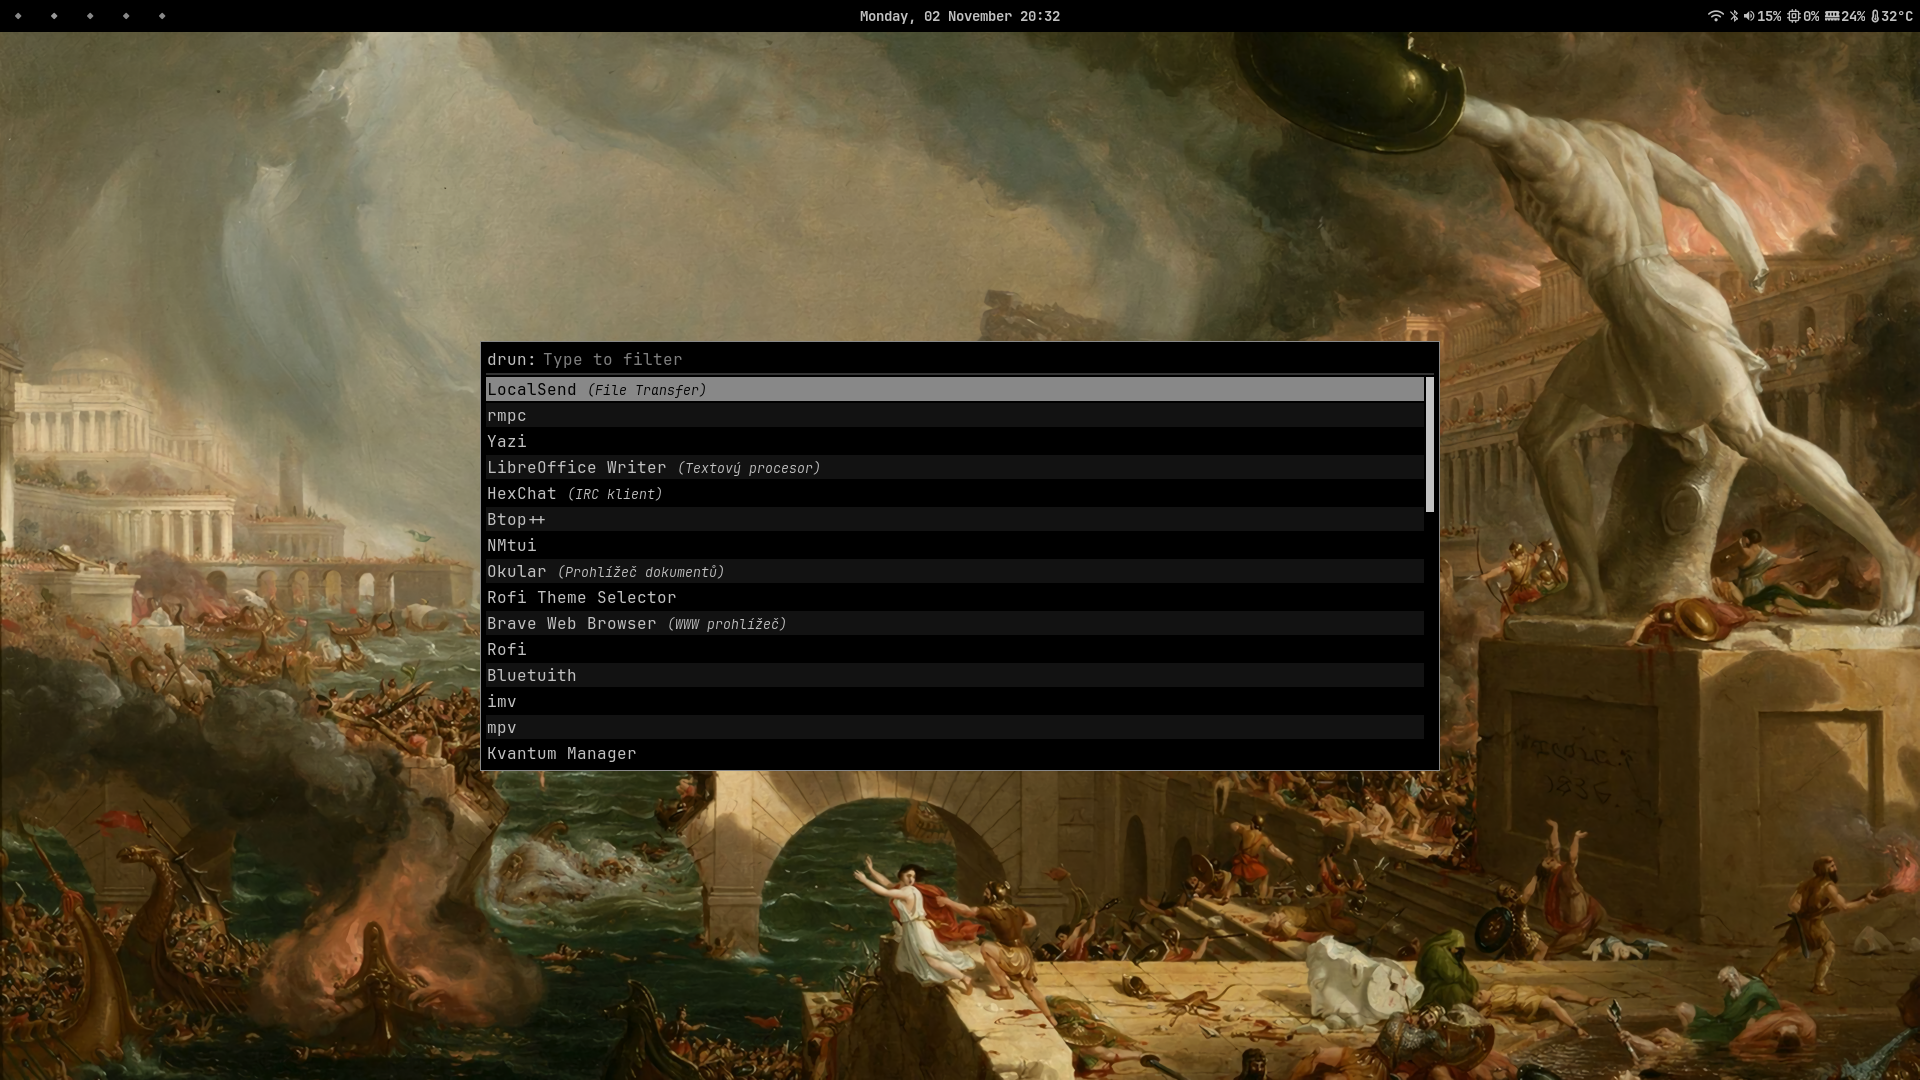 Monday, 02 November 20:32
15% 0% 24% 32°C
drun: Type to filter
LocalSend (File Transfer)
rmpc
Yazi
LibreOffice Writer (Textový procesor)
HexChat (IRC klient)
Btop++
NMtui
Okular (Prohlížeč dokumentů)
Rofi Theme Selector
Brave Web Browser (WWW prohlížeč)
Rofi
Bluetuith
imv
mpv
Kvantum Manager